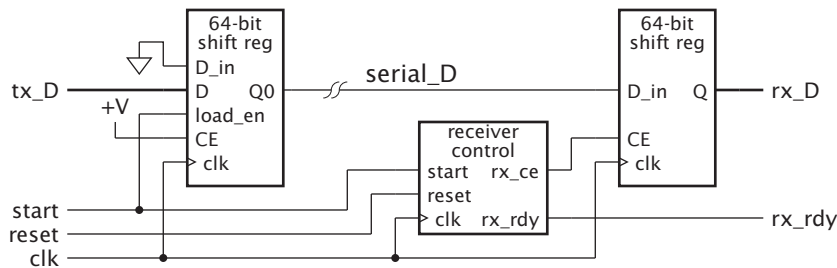 64-bit
shift reg
D_in
D Q0
load_en
CE
clk
tx_D
+V
serial_D
64-bit
shift reg
D_in Q
CE
clk
rx_D
receiver
control
start rx_ce
reset
clk rx_rdy
start
reset
clk
rx_rdy